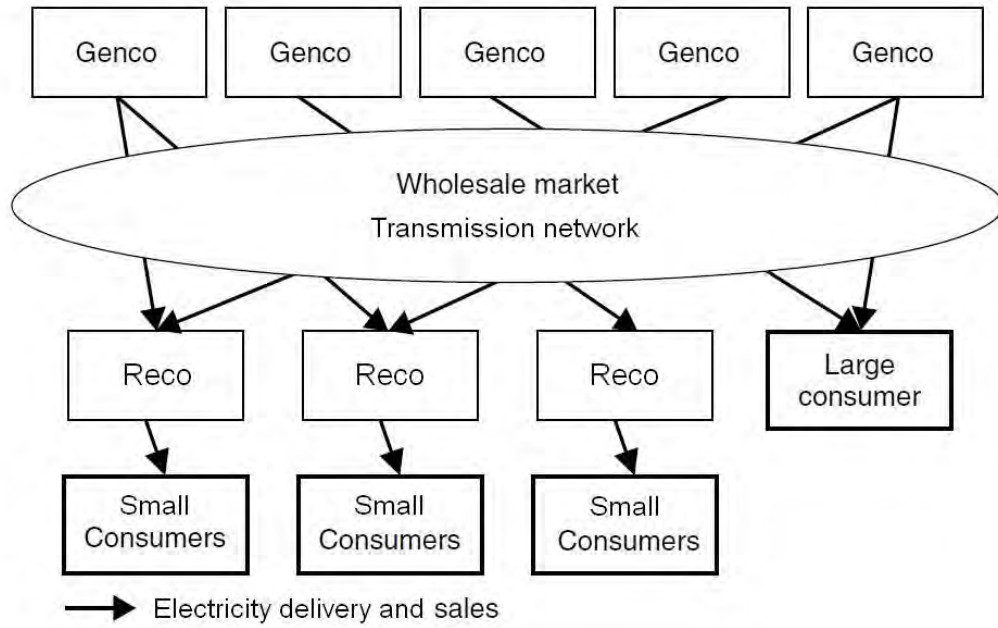 Genco
Genco
Genco
Genco
Genco
Wholesale market
Transmission network
Reco
Reco
Reco
Large
consumer
Small
Consumers
Small
Consumers
Small
Consumers
Electricity delivery and sales